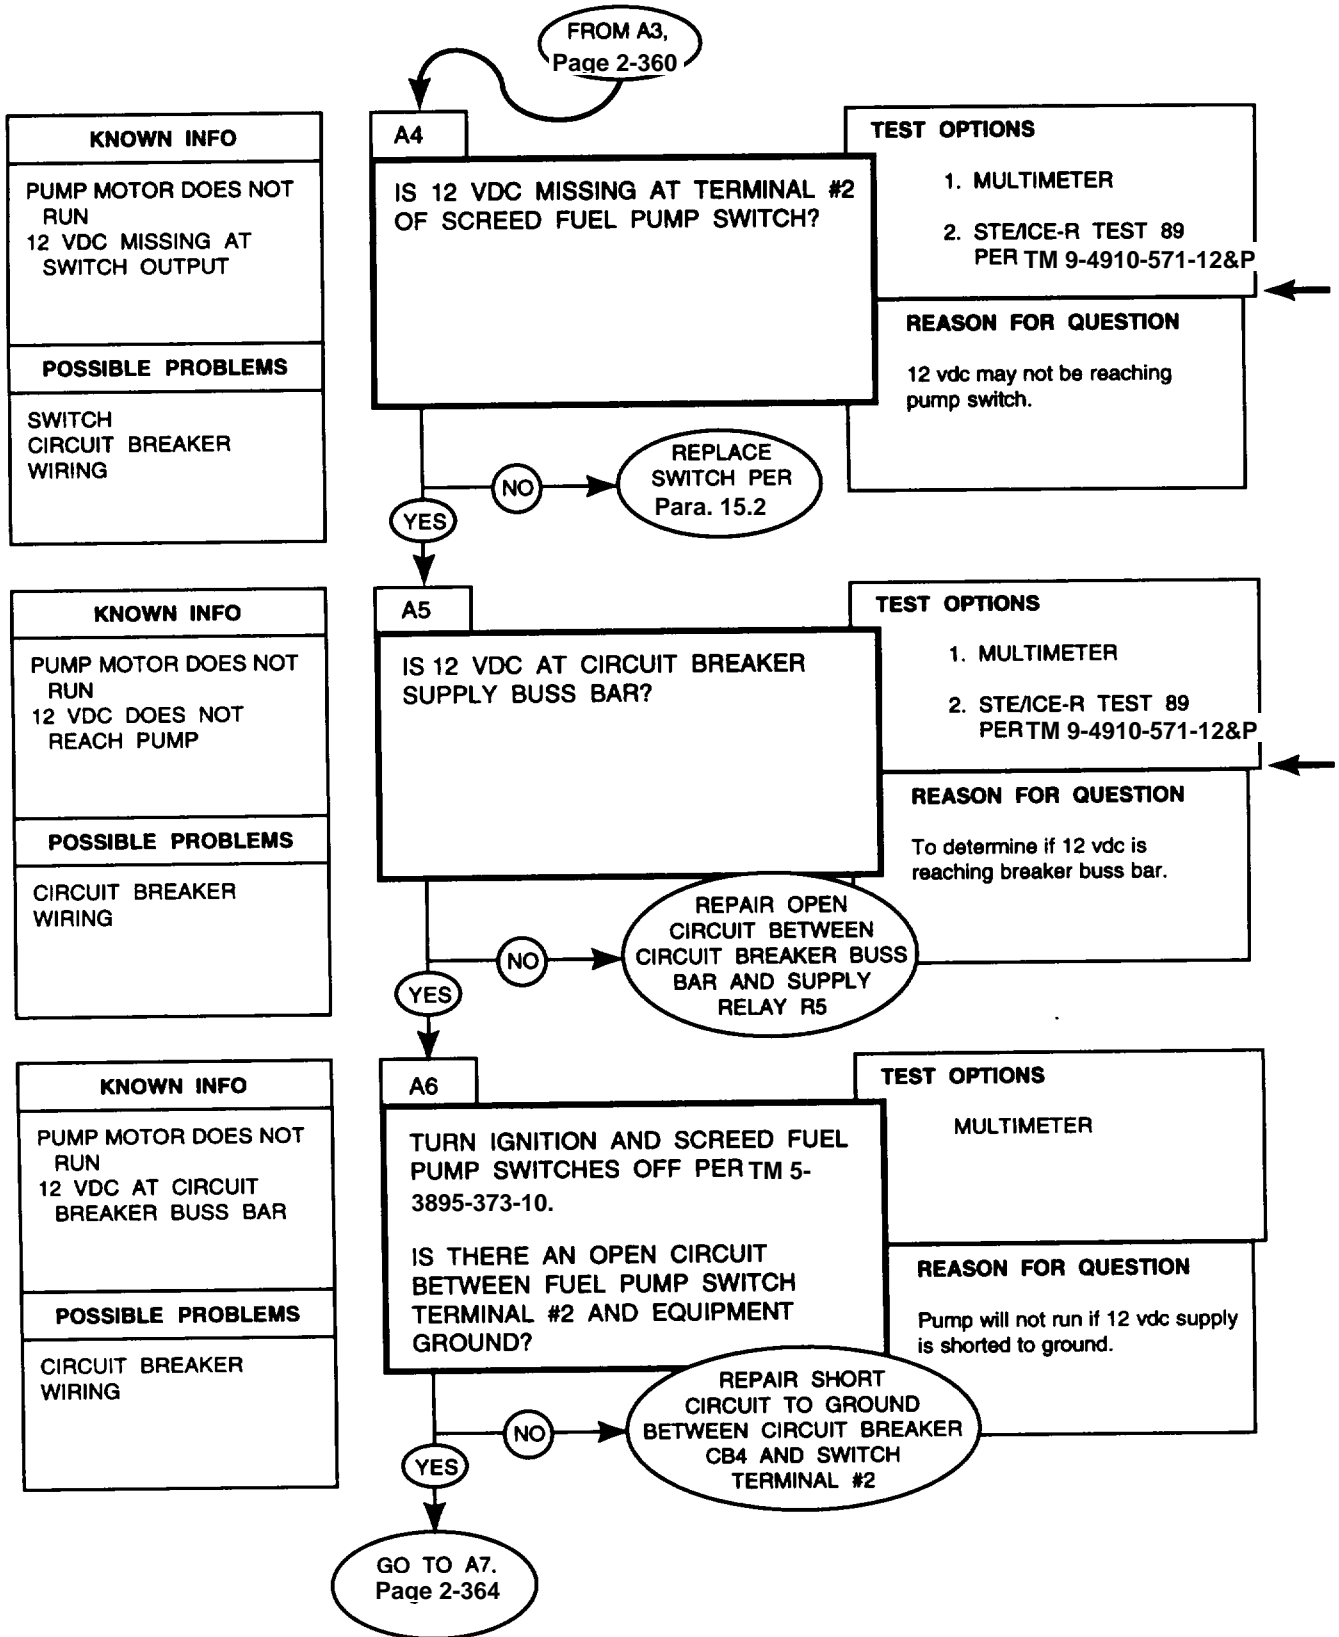 FROM A3,
Page 2-360
KNOWN INFO
PUMP MOTOR DOES NOT
RUN
12 VDC MISSING AT
SWITCH OUTPUT
POSSIBLE PROBLEMS
SWITCH
CIRCUIT BREAKER
WIRING
A4
IS 12 VDC MISSING AT TERMINAL #2
OF SCREED FUEL PUMP SWITCH?
TEST OPTIONS
1. MULTIMETER
2. STE/ICE-R TEST 89
PER TM 9-4910-571-12&P
REASON FOR QUESTION
12 vdc may not be reaching
pump switch.
NO
REPLACE
SWITCH PER
Para. 15.2
YES
KNOWN INFO
PUMP MOTOR DOES NOT
RUN
12 VDC DOES NOT
REACH PUMP
POSSIBLE PROBLEMS
CIRCUIT BREAKER
WIRING
A5
IS 12 VDC AT CIRCUIT BREAKER
SUPPLY BUSS BAR?
TEST OPTIONS
1. MULTIMETER
2. STE/ICE-R TEST 89
PER TM 9-4910-571-12&P
REASON FOR QUESTION
To determine if 12 vdc is
reaching breaker buss bar.
NO
REPAIR OPEN
CIRCUIT BETWEEN
CIRCUIT BREAKER BUSS
BAR AND SUPPLY
RELAY R5
YES
KNOWN INFO
PUMP MOTOR DOES NOT
RUN
12 VDC AT CIRCUIT
BREAKER BUSS BAR
POSSIBLE PROBLEMS
CIRCUIT BREAKER
WIRING
A6
TURN IGNITION AND SCREED FUEL
PUMP SWITCHES OFF PER TM 5-
3895-373-10.
IS THERE AN OPEN CIRCUIT
BETWEEN FUEL PUMP SWITCH
TERMINAL #2 AND EQUIPMENT
GROUND?
TEST OPTIONS
MULTIMETER
REASON FOR QUESTION
Pump will not run if 12 vdc supply
is shorted to ground.
NO
REPAIR SHORT
CIRCUIT TO GROUND
BETWEEN CIRCUIT BREAKER
CB4 AND SWITCH
TERMINAL #2
YES
GO TO A7.
Page 2-364